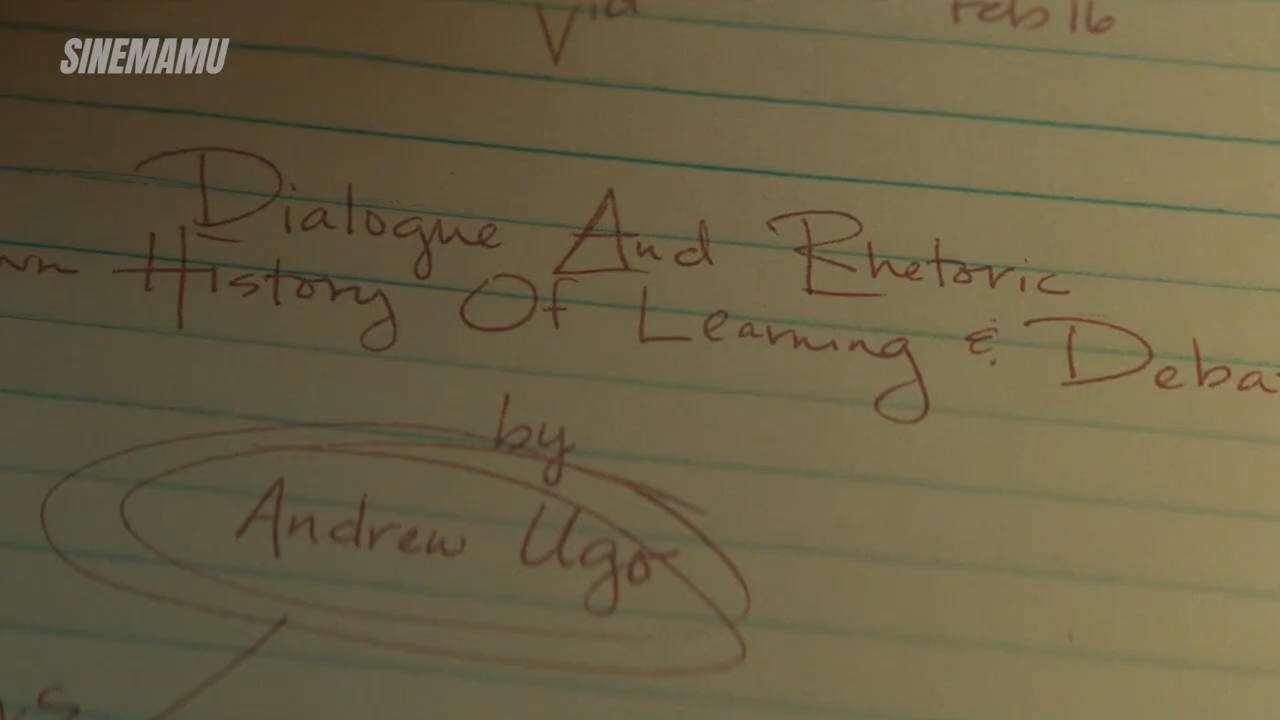 Feb 16
SINEMAMU
Dialogue And Rhetoric
History Of Learning & Deba
by
Andrew Ugo